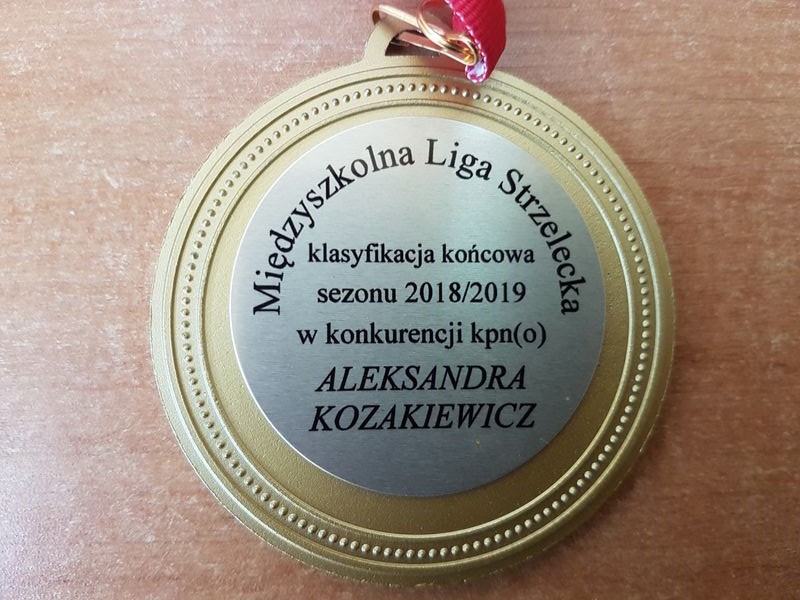 Międzyszkolna Liga Strzelecka
klasyfikacja końcowa
sezonu 2018/2019
w konkurencji kpn(o)
ALEKSANDRA
KOZAKIEWICZ